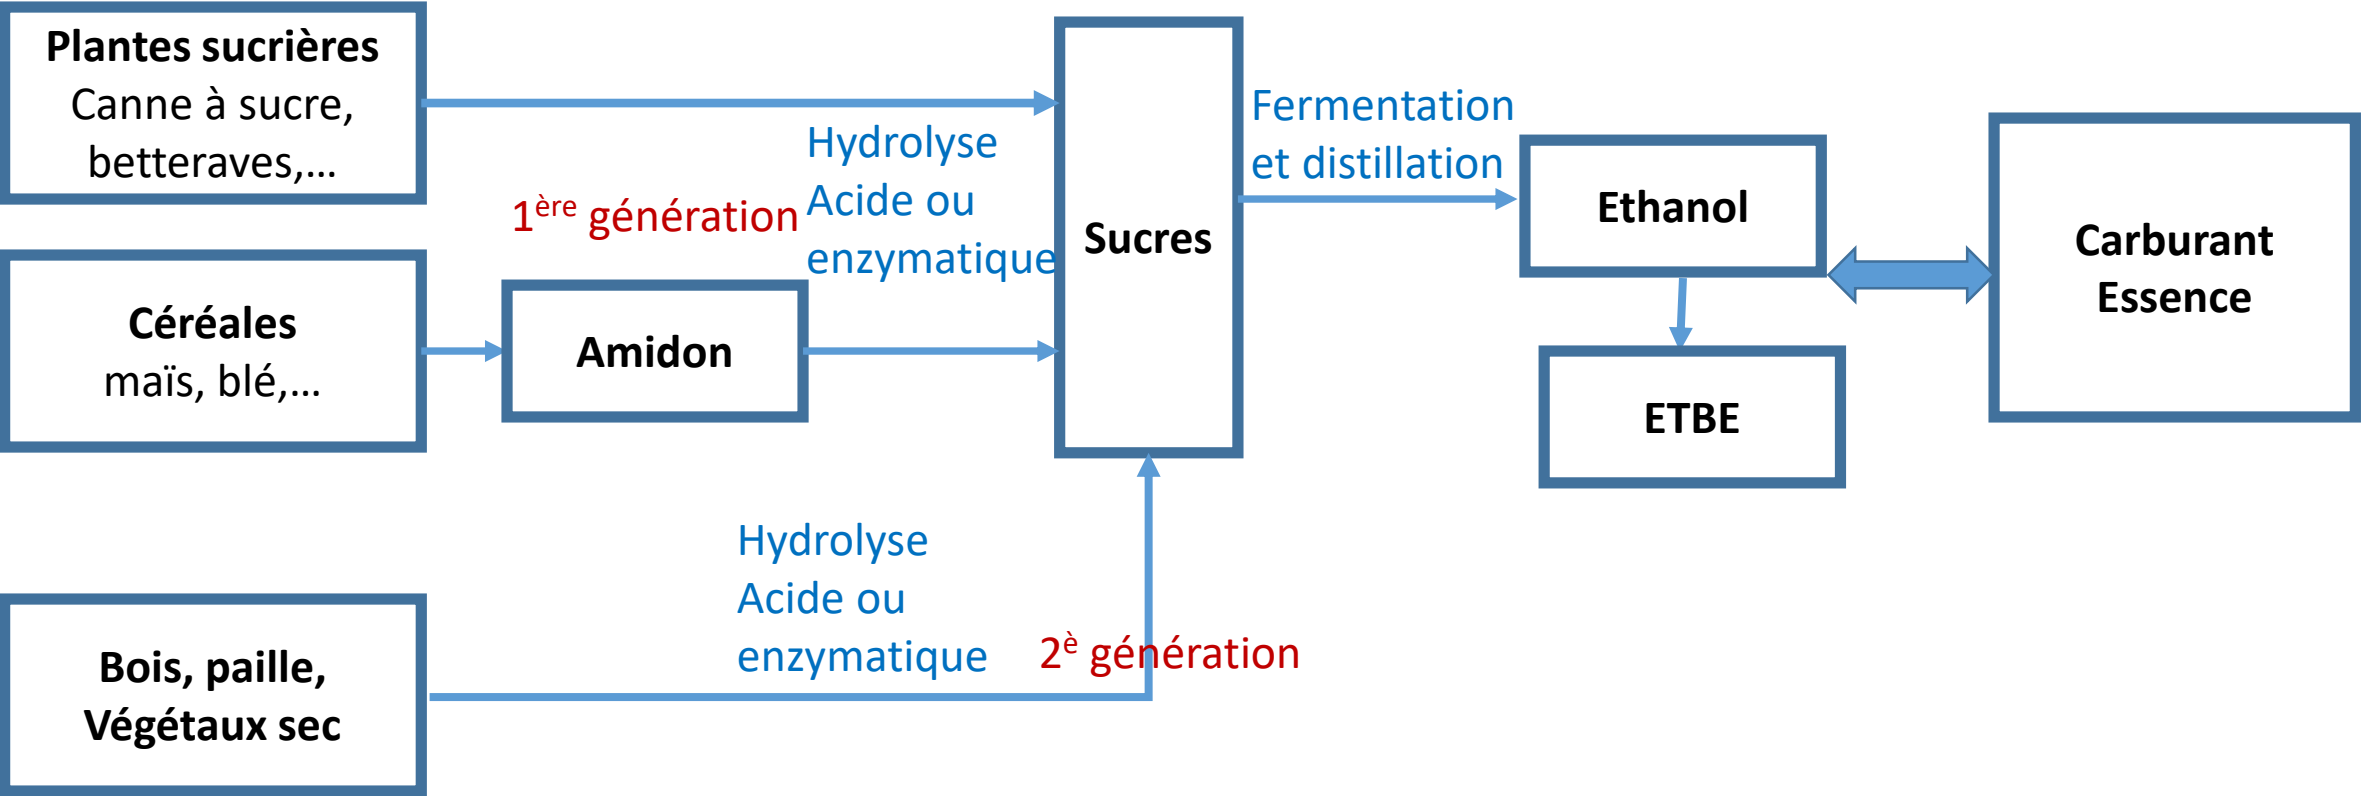 Plantes sucrières
Canne à sucre,
betteraves,...
Céréales
maïs, blé,...
Bois, paille,
Végétaux sec
1ère génération
Amidon
Hydrolyse
Acide ou
enzymatique
Hydrolyse
Acide ou
enzymatique
2è génération
Sucres
Fermentation
et distillation
Ethanol
ETBE
Carburant
Essence